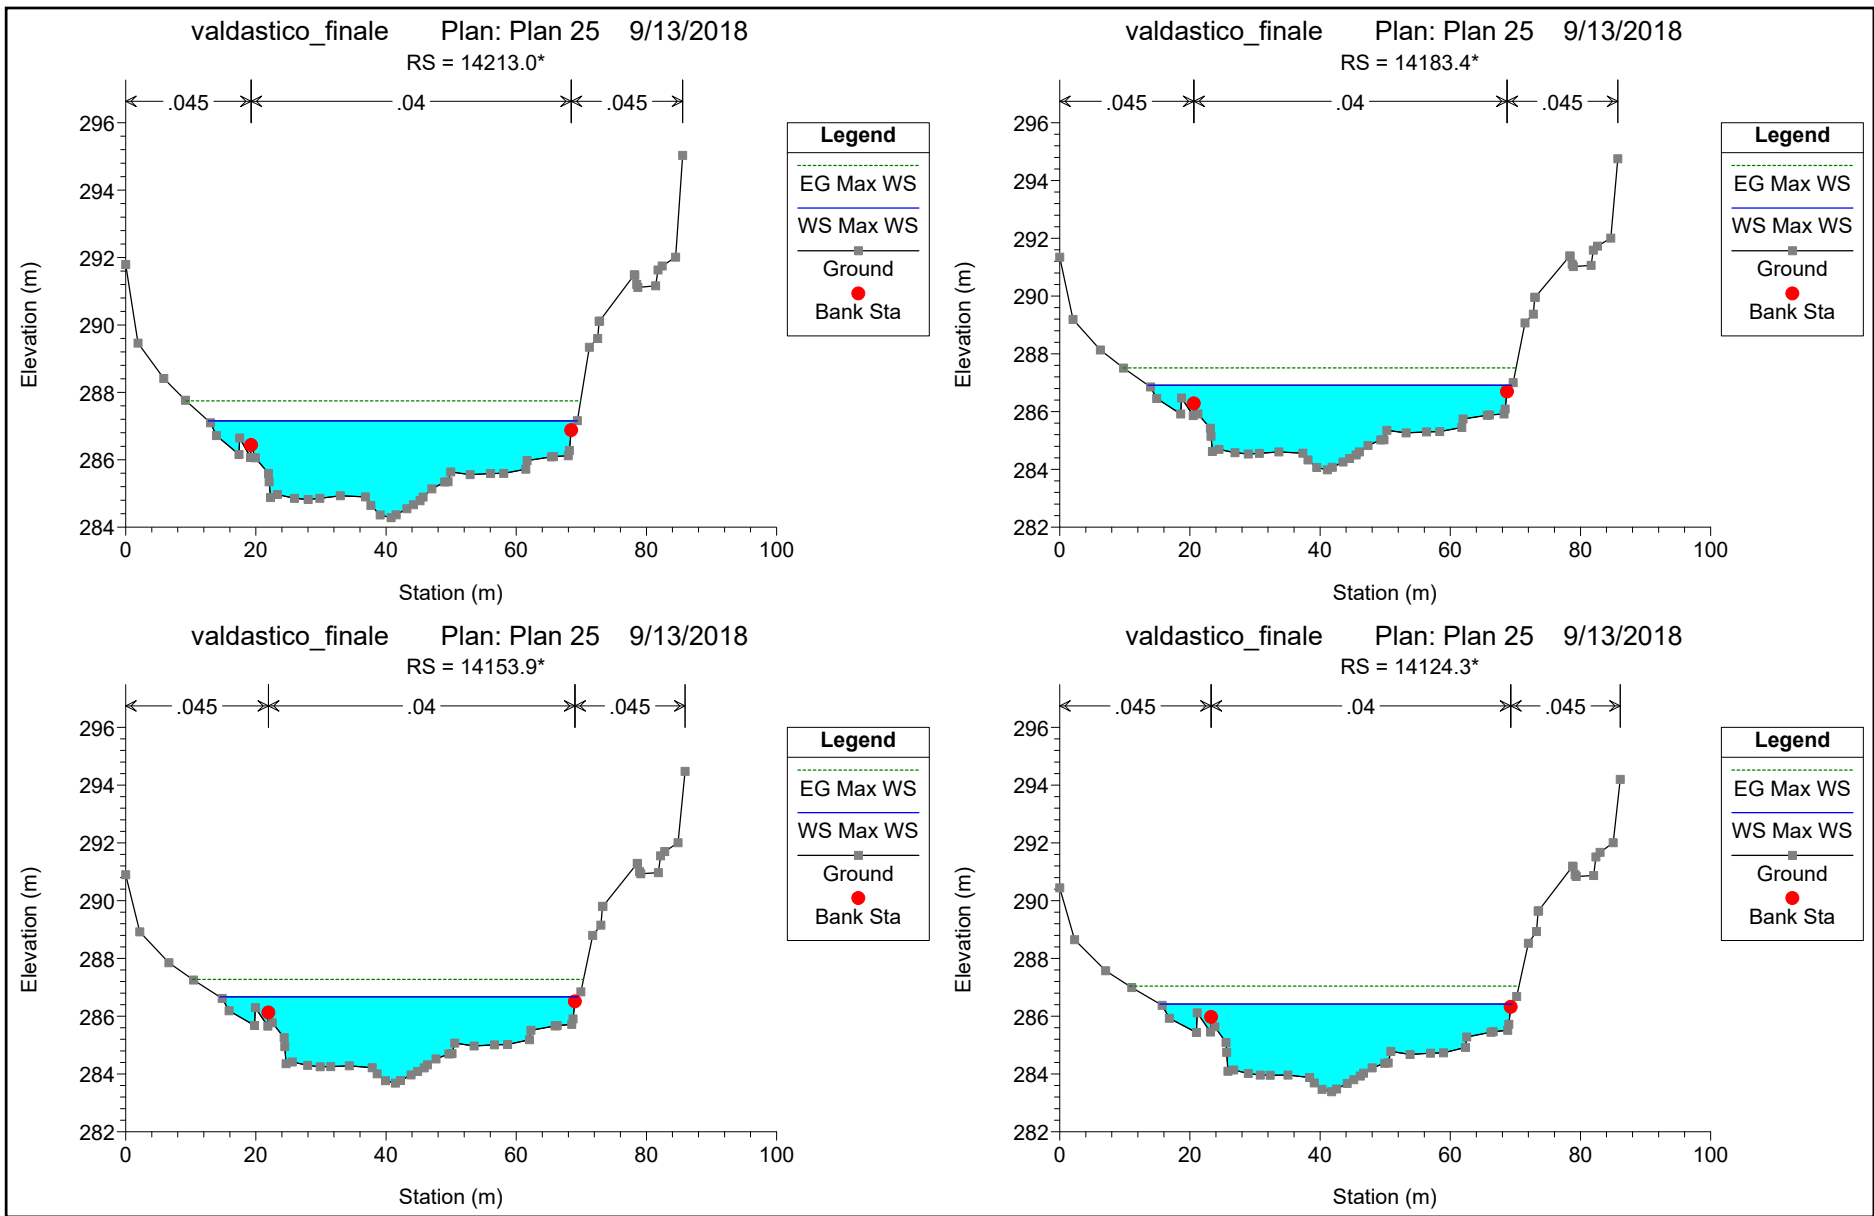 valdastico_finale Plan: Plan 25 9/13/2018
RS = 14213.0*
.045 .04 .045
296
294
292
290
288
286
284
0 20 40 60 80 100
Elevation (m)
Station (m)
Legend
EG Max WS
WS Max WS
Ground
Bank Sta
valdastico_finale Plan: Plan 25 9/13/2018
RS = 14183.4*
.045 .04 .045
296
294
292
290
288
286
284
282
0 20 40 60 80 100
Elevation (m)
Station (m)
Legend
EG Max WS
WS Max WS
Ground
Bank Sta
valdastico_finale Plan: Plan 25 9/13/2018
RS = 14153.9*
.045 .04 .045
296
294
292
290
288
286
284
282
0 20 40 60 80 100
Elevation (m)
Station (m)
Legend
EG Max WS
WS Max WS
Ground
Bank Sta
valdastico_finale Plan: Plan 25 9/13/2018
RS = 14124.3*
.045 .04 .045
296
294
292
290
288
286
284
282
0 20 40 60 80 100
Elevation (m)
Station (m)
Legend
EG Max WS
WS Max WS
Ground
Bank Sta